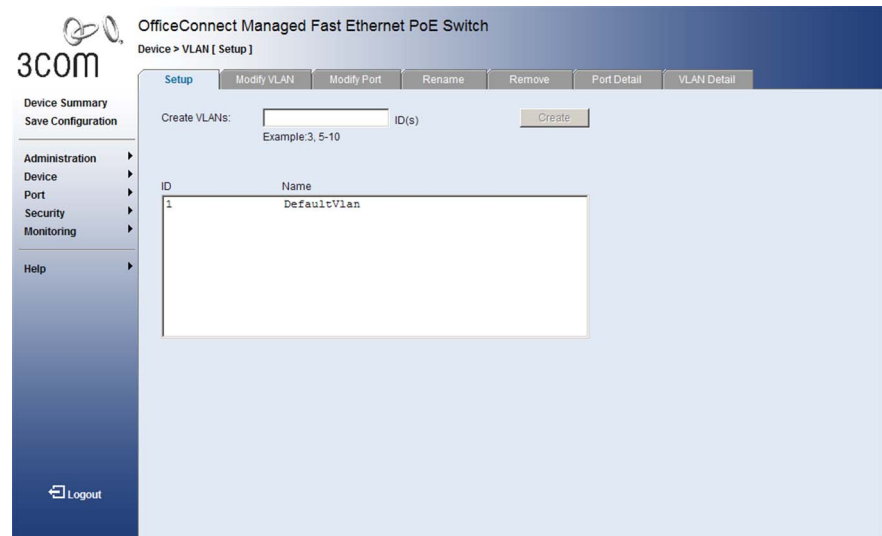 3COM
OfficeConnect Managed Fast Ethernet PoE Switch
Device > VLAN [ Setup ]
Setup Modify VLAN Modify Port Rename Remove Port Detail VLAN Detail
Device Summary
Save Configuration
Administration
Device
Port
Security
Monitoring
Help
Logout
Create VLANs: ID(s) Create
Example:3, 5-10
ID Name
1 DefaultVlan